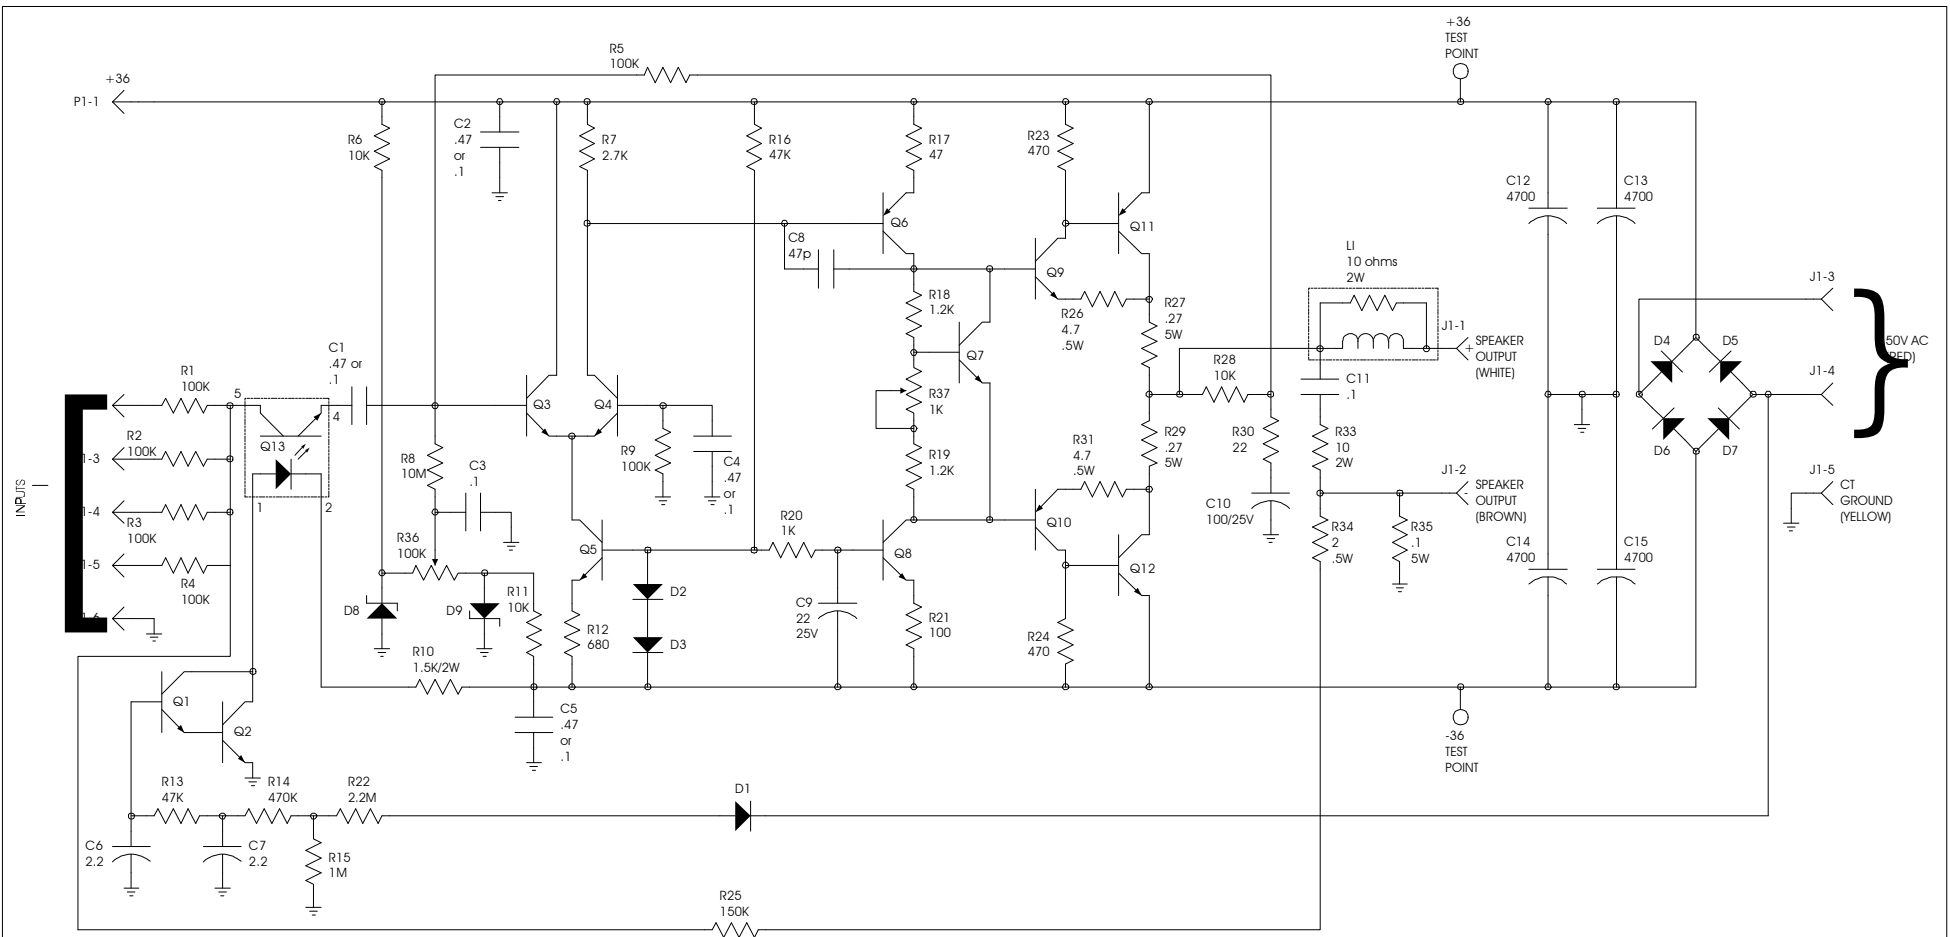 +36
TEST
POINT
R5
100K
+36
P1-1
R6
10K
C2
.47
or
.1
R7
2.7K
R16
47K
R17
47
R23
470
C12
4700
C13
4700
Q6
Q11
C8
47p
Q9
LI
10 ohms
2W
J1-3
R18
1.2K
R26
4.7
.5W
R27
.27
5W
J1-1
+
SPEAKER
OUTPUT
(WHITE)
D4
D5
50V AC
RED)
C1
.47 or
.1
Q7
R28
10K
J1-4
R1
100K
5
4
Q3
Q4
R37
1K
C11
.1
R2
100K
1-3
Q13
R8
10M
C3
.1
R9
100K
C4
.47
or
.1
R19
1.2K
R31
4.7
.5W
R29
.27
5W
R30
22
R33
10
2W
D6
D7
INPUTS
1-4
R3
100K
1
2
C10
100/25V
J1-2
-
SPEAKER
OUTPUT
(BROWN)
J1-5
CT
GROUND
(YELLOW)
R36
100K
Q5
R20
1K
Q8
Q10
R34
2
.5W
R35
.1
5W
C14
4700
C15
4700
1-5
R4
100K
Q12
D8
D9
R11
10K
D2
C9
22
25V
R21
100
1-6
R12
680
D3
R24
470
R10
1.5K/2W
Q1
Q2
C5
.47
or
.1
-36
TEST
POINT
R13
47K
R14
470K
R22
2.2M
D1
C6
2.2
C7
2.2
R15
1M
R25
150K